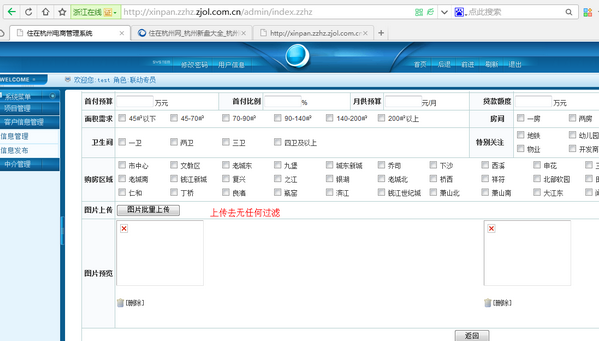 浙江在线 http://xinpan.zzhz.zjol.com.cn/admin/index.zzhz 点此搜索
住在杭州电商管理系统 住在杭州网_杭州新盘大全_杭州 http://xinpan.zzhz.zjol.com.cn/
修改密码 用户信息 首页 后退 前进 刷新 退出
WELCOME 欢迎您:test 角色:联动专员
系统菜单
项目管理
客户信息管理
信息管理
信息发布
中介管理
首付预算 万元 首付比例 % 月供预算 元/月 贷款额度 万元
面积需求 45m²以下 45-70m² 70-90m² 90-140m² 140-200m² 200m²以上 房间 一房 两房
卫生间 一卫 两卫 三卫 四卫及以上 特别关注 地铁 幼儿园
物业 开发商
购房区域 市中心 文教区 老城东 九堡 城东新城 乔司 下沙 西溪 申花
老城南 钱江新城 复兴 之江 银湖 老城北 桥西 祥符 北部软园
仁和 丁桥 良渚 瓶窑 滨江 钱江世纪城 萧山北 萧山南 大江东
图片上传 图片批量上传 上传去无任何过滤
图片预览
[删除] [删除]
返回